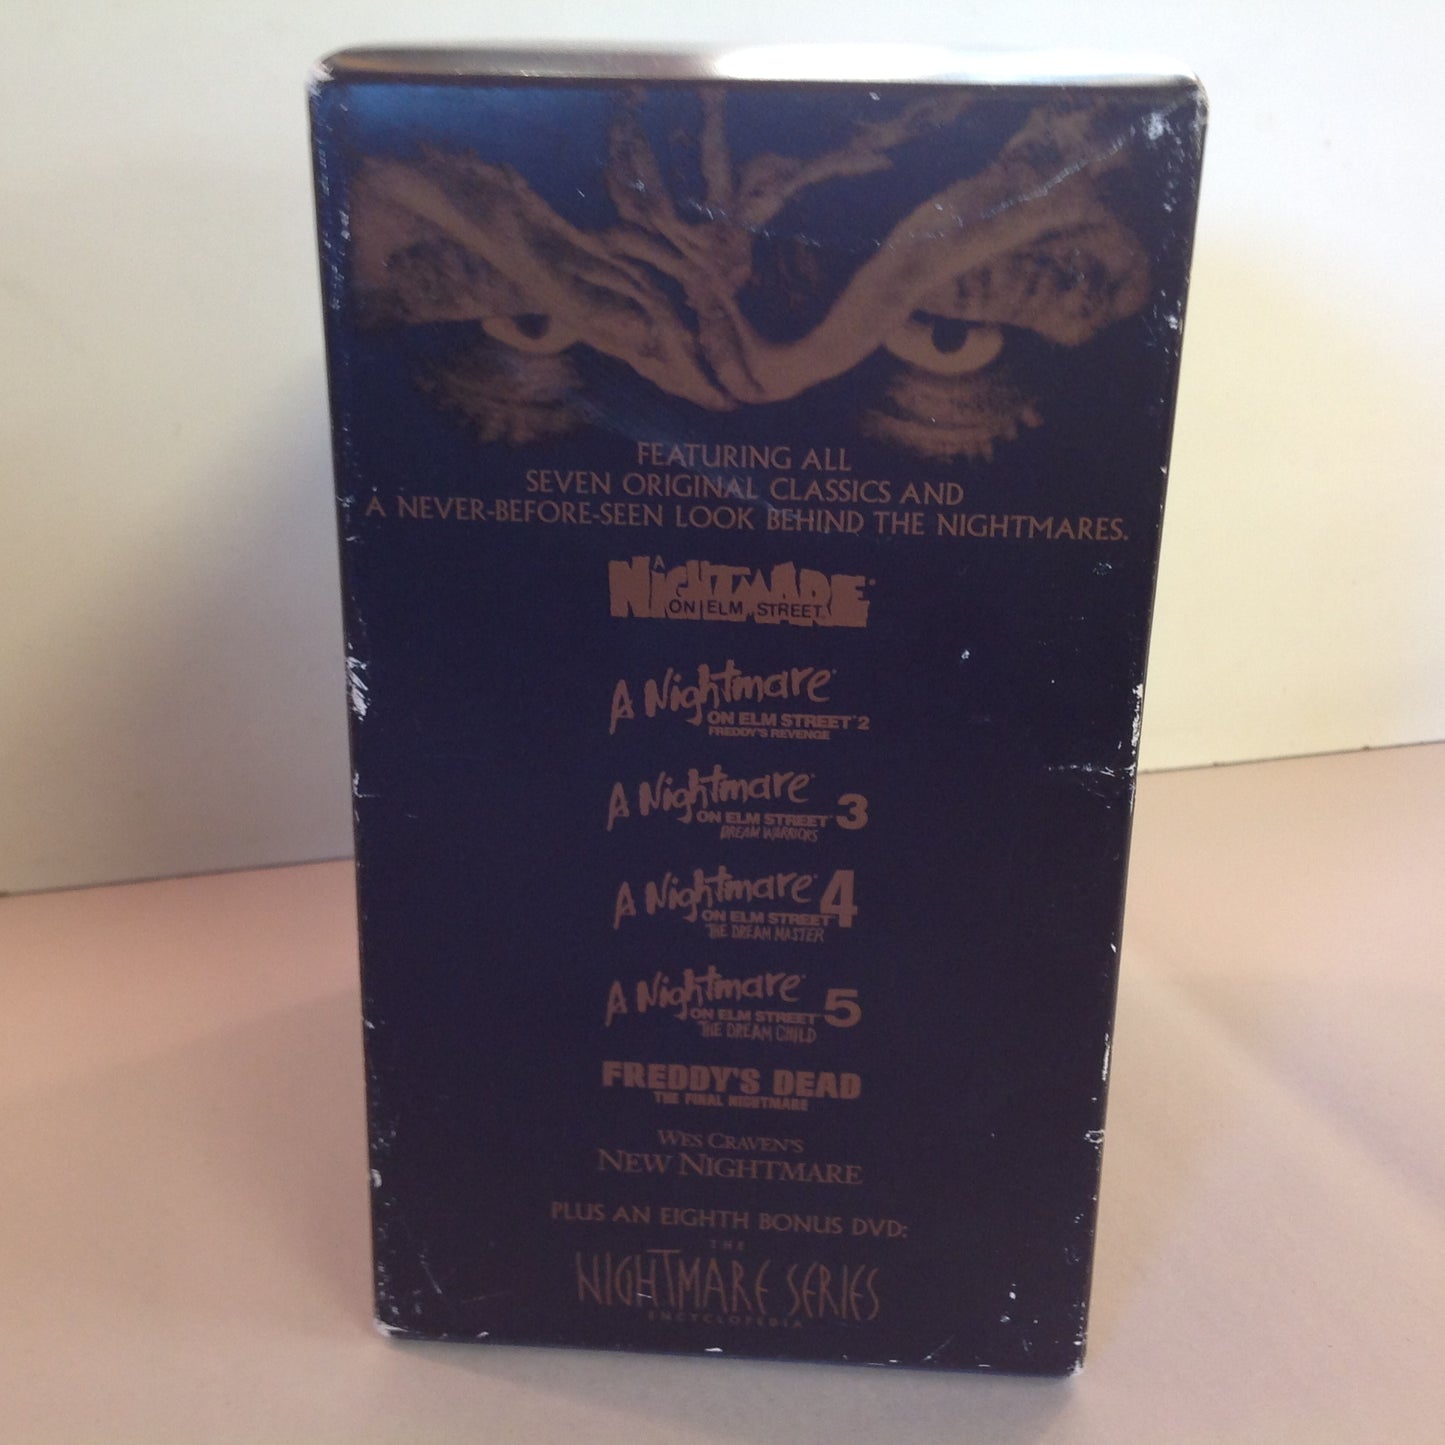 FEATURING ALL
SEVEN ORIGINAL CLASSICS AND
A NEVER-BEFORE-SEEN LOOK BEHIND THE NIGHTMARES.
A
NIGHTMARE
ON ELM STREET
A Nightmare
ON ELM STREET 2
FREDDY'S REVENGE
A Nightmare
ON ELM STREET 3
DREAM WARRIORS
A Nightmare
ON ELM STREET 4
THE DREAM MASTER
A Nightmare
ON ELM STREET 5
THE DREAM CHILD
FREDDY'S DEAD
THE FINAL NIGHTMARE
WES CRAVEN'S
NEW NIGHTMARE
PLUS AN EIGHTH BONUS DVD:
THE
NIGHTMARE SERIES
ENCYCLOPEDIA